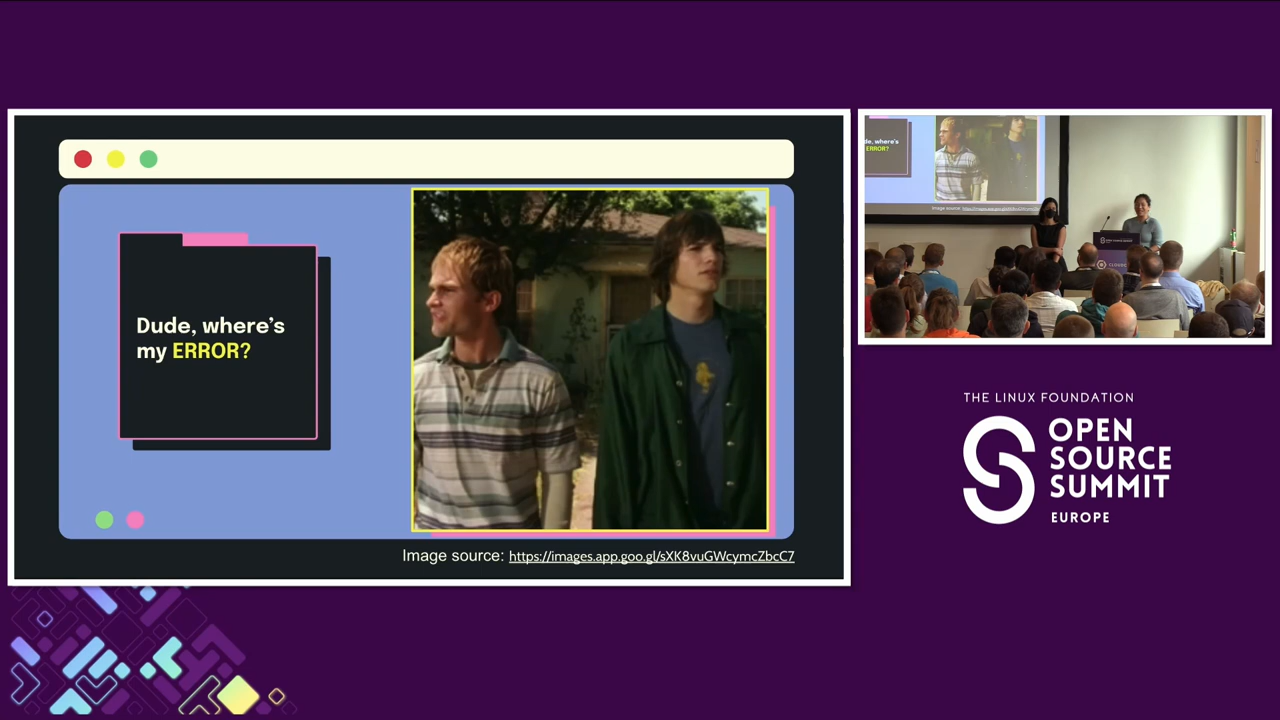 Dude, where's
my ERROR?
Image source: https://images.app.goo.gl/sXK8vuGWcymcZbcC7
THE LINUX FOUNDATION
OPEN
SOURCE
SUMMIT
EUROPE